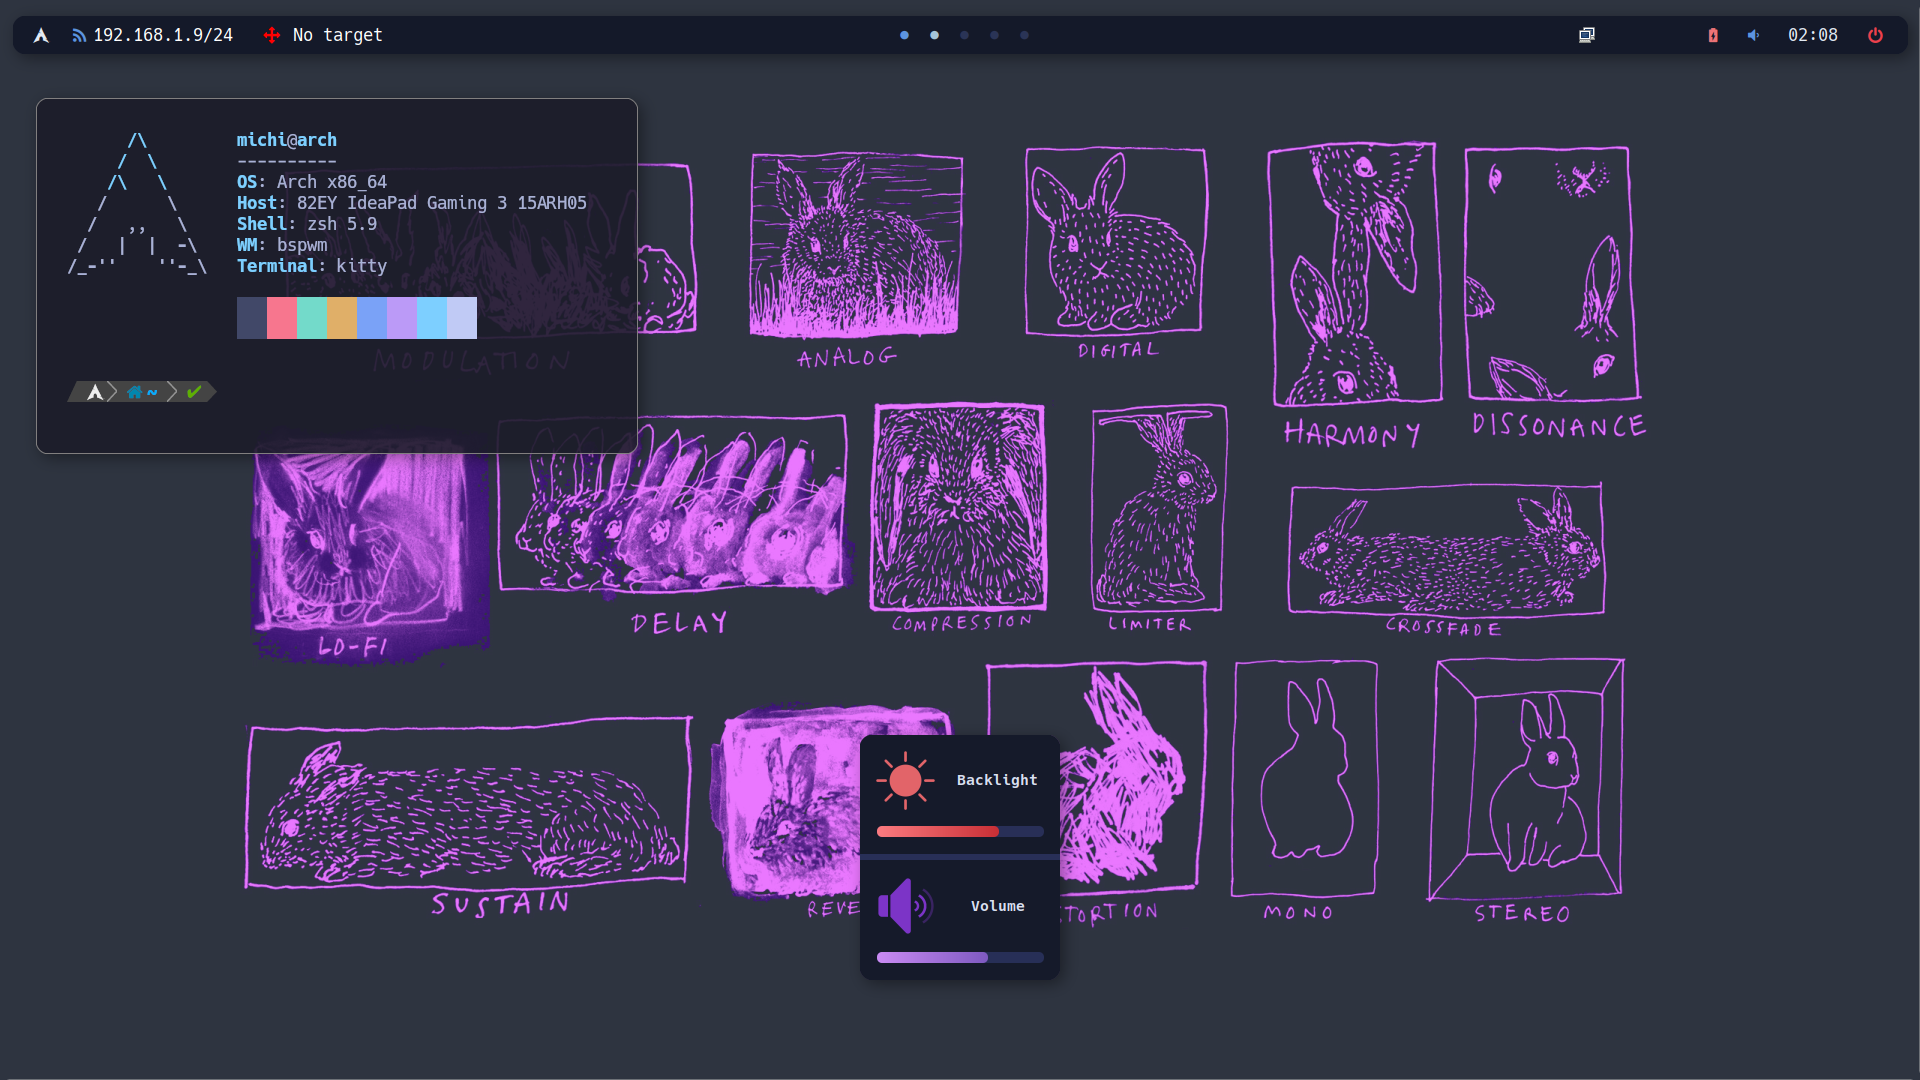 192.168.1.9/24
No target
02:08
michi@arch
----------
OS: Arch x86_64
Host: 82EY IdeaPad Gaming 3 15ARH05
Shell: zsh 5.9
WM: bspwm
Terminal: kitty
~
MODULATION
ANALOG
DIGITAL
HARMONY
DISSONANCE
LO-FI
DELAY
COMPRESSION
LIMITER
CROSSFADE
SUSTAIN
REVE
TORTION
MONO
STEREO
Backlight
Volume